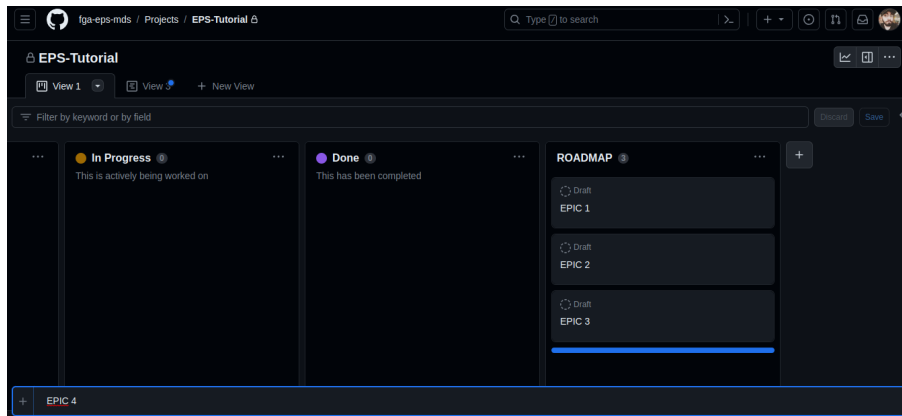 fga-eps-mds / Projects / EPS-Tutorial
Type / to search
EPS-Tutorial
View 1
View 3
+ New View
Filter by keyword or by field
Discard
Save
In Progress 0
This is actively being worked on
Done 0
This has been completed
ROADMAP 3
Draft
EPIC 1
Draft
EPIC 2
Draft
EPIC 3
+ EPIC 4